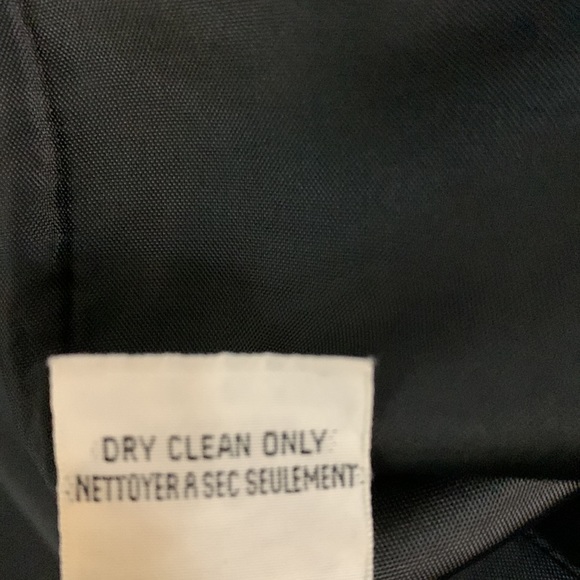 DRY CLEAN ONLY
NETTOYER A SEC SEULEMENT